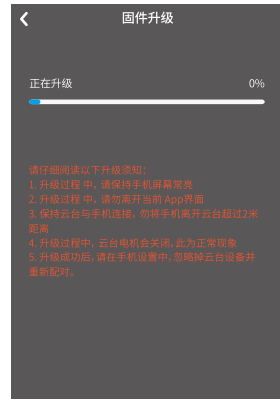 固件升级
正在升级 0%
请仔细阅读以下升级须知：
1. 升级过程 中，请保持手机屏幕常亮
2. 升级过程 中，请勿离开当前 App界面
3. 保持云台与手机连接，勿将手机离开云台超过2米
距离
4. 升级过程中，云台电机会关闭，此为正常现象
5. 升级成功后，请在手机设置中，忽略掉云台设备并
重新配对。